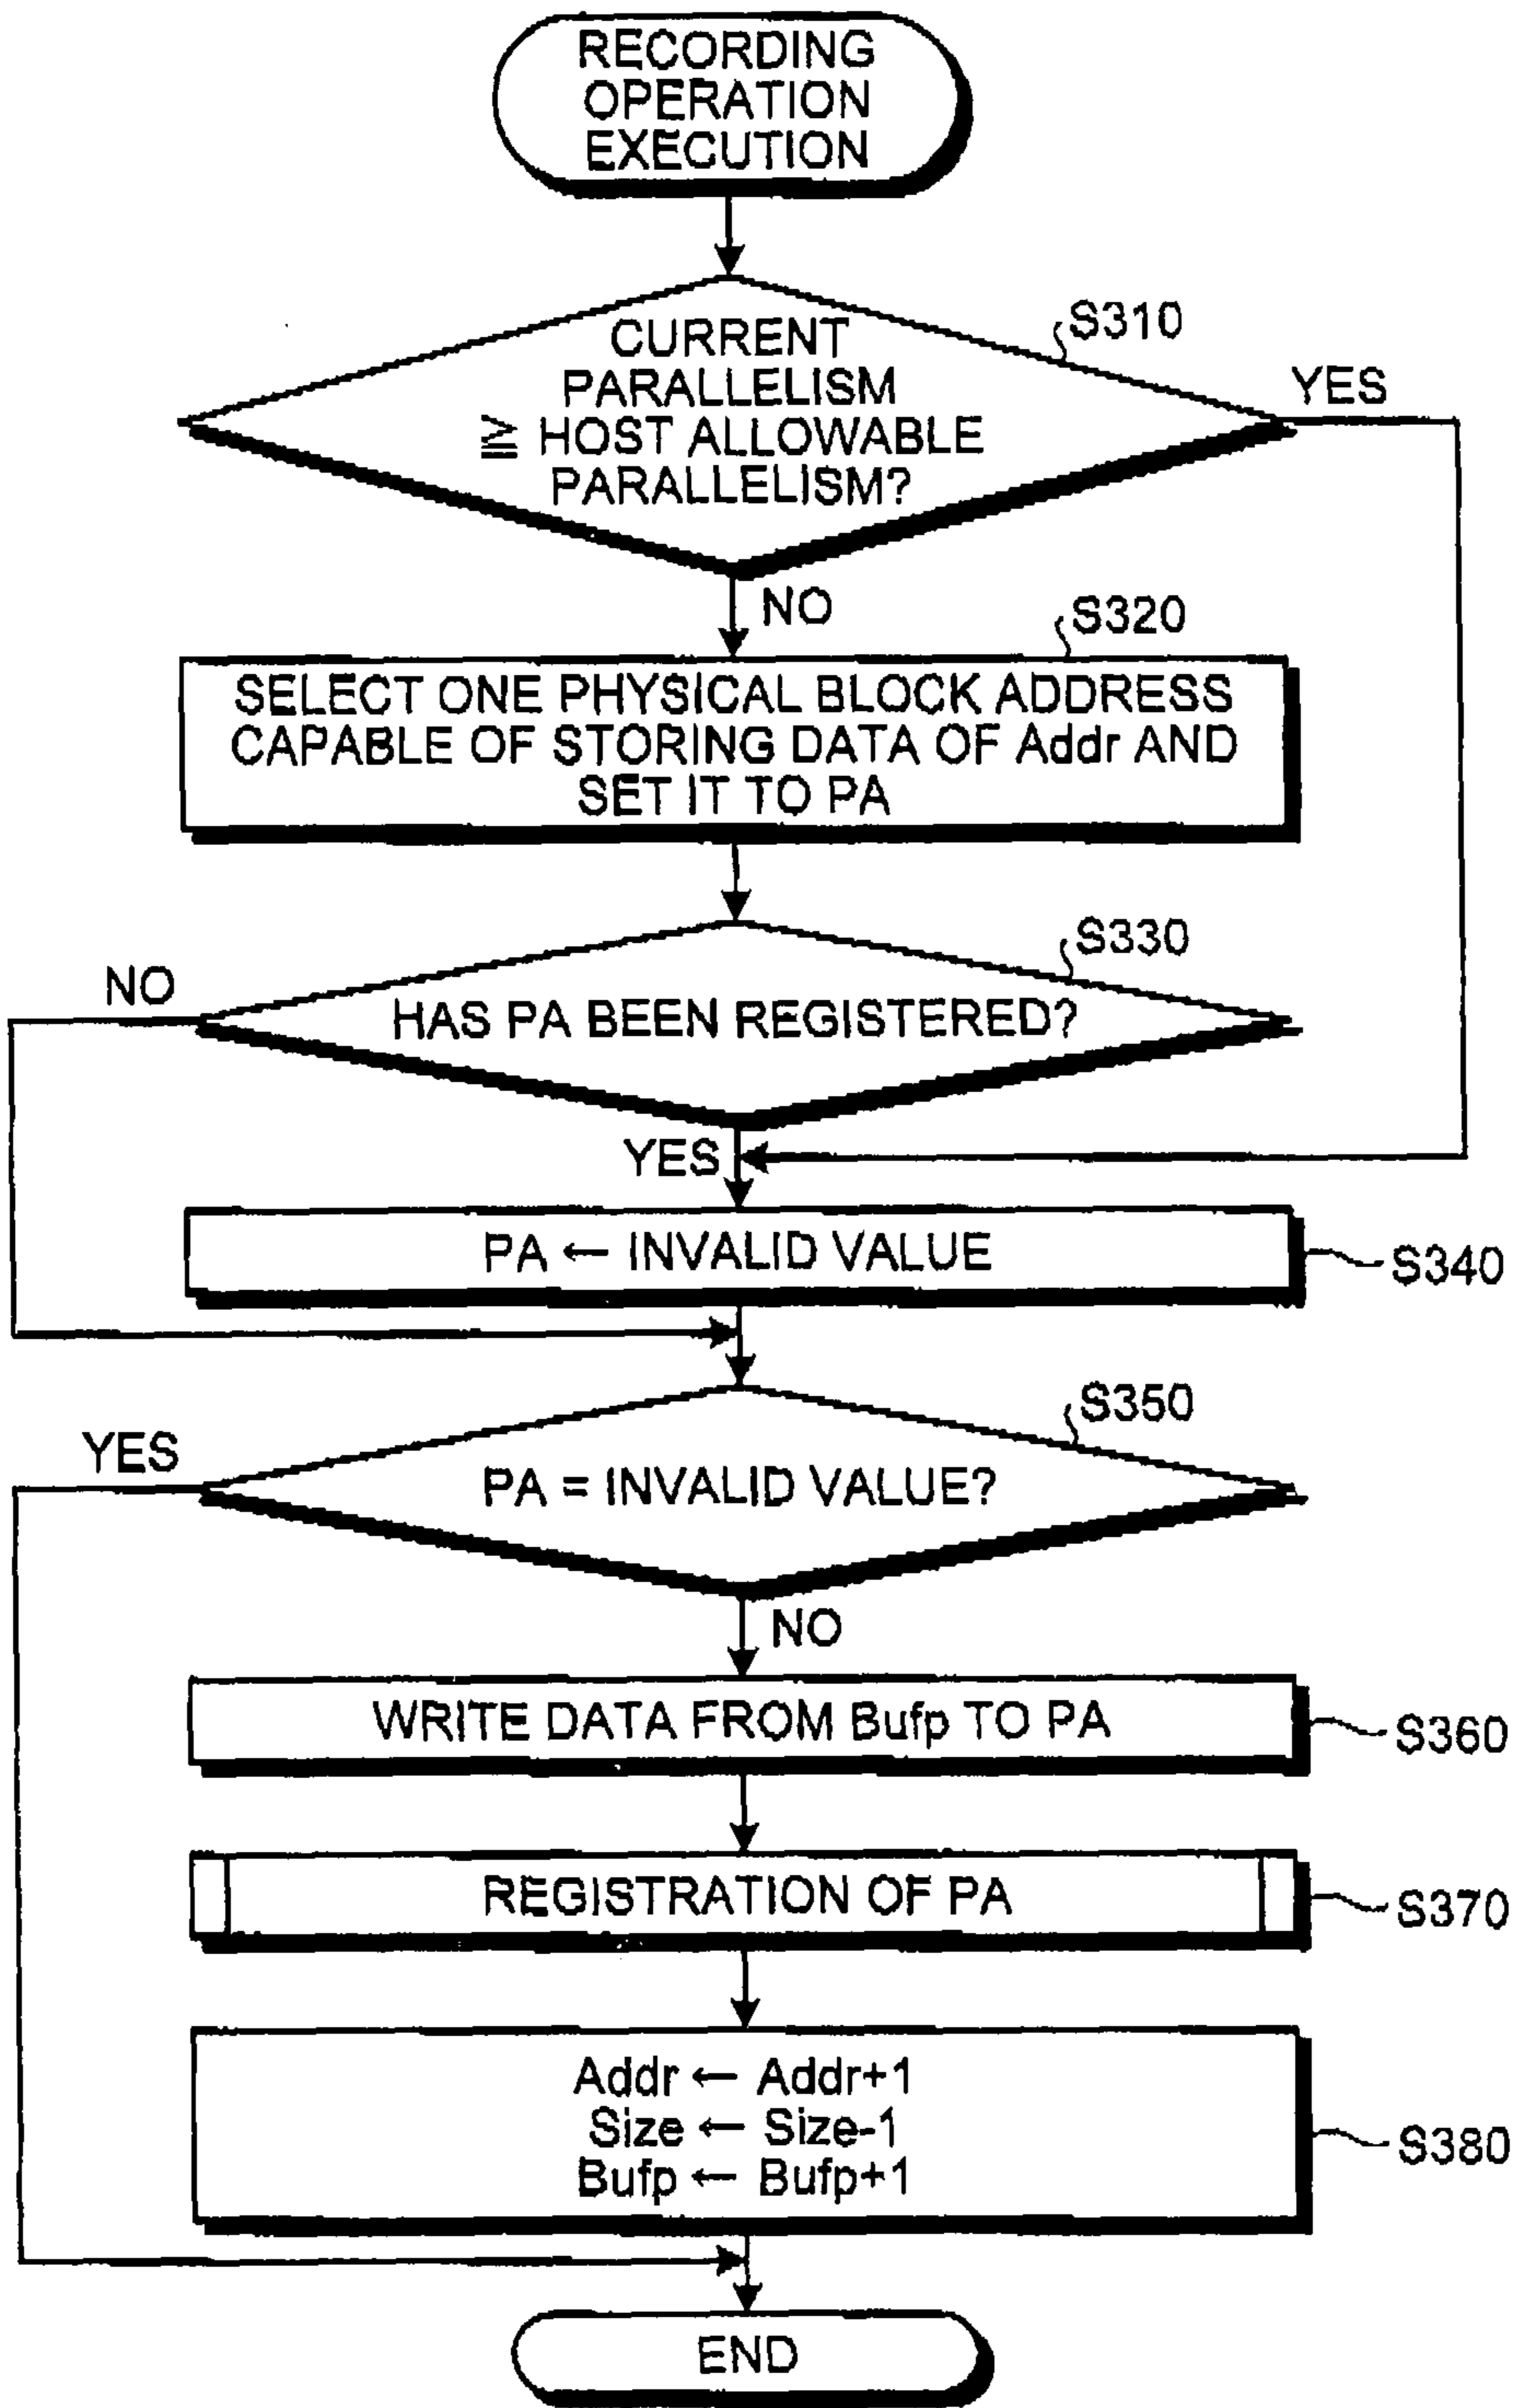 RECORDING
OPERATION
EXECUTION
S310
CURRENT
PARALLELISM
≧ HOST ALLOWABLE
PARALLELISM?
YES
NO
S320
SELECT ONE PHYSICAL BLOCK ADDRESS
CAPABLE OF STORING DATA OF Addr AND
SET IT TO PA
S330
NO
HAS PA BEEN REGISTERED?
YES
PA ← INVALID VALUE
S340
S350
YES
PA = INVALID VALUE?
NO
WRITE DATA FROM Bufp TO PA
S360
REGISTRATION OF PA
S370
Addr ← Addr+1
Size ← Size-1
Bufp ← Bufp+1
S380
END